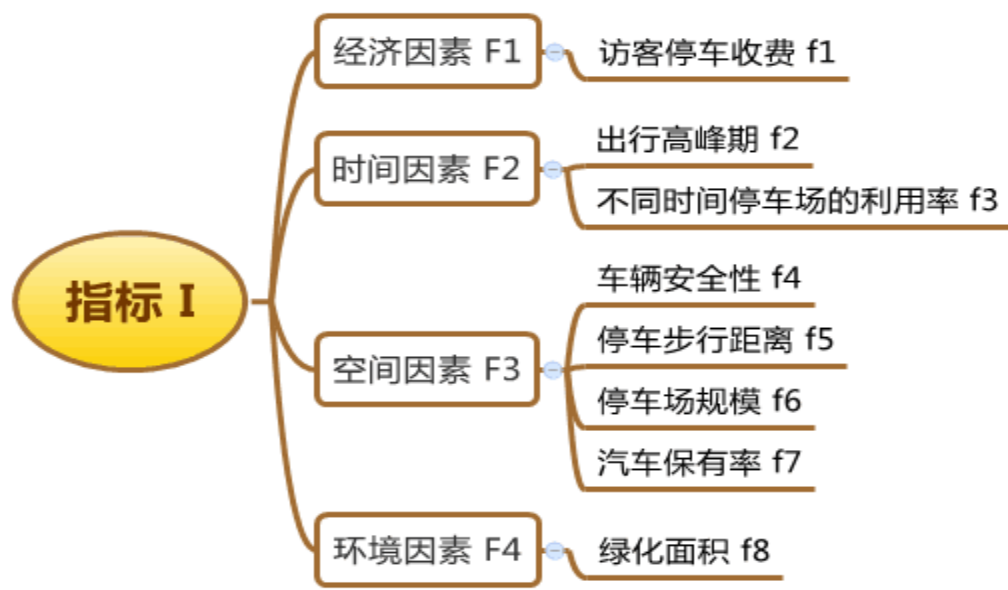 经济因素 F1
访客停车收费 f1
出行高峰期 f2
时间因素 F2
不同时间停车场的利用率 f3
指标 I
车辆安全性 f4
停车步行距离 f5
空间因素 F3
停车场规模 f6
汽车保有率 f7
环境因素 F4
绿化面积 f8